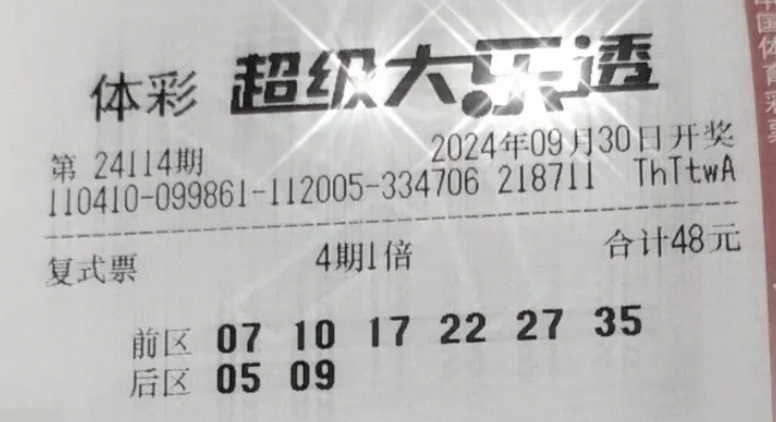 体彩 超级大乐透
第 24114期 2024年09月30日开奖
110410-099861-112005-334706 218711 ThTtwA
复式票 4期1倍 合计48元
前区 07 10 17 22 27 35
后区 05 09
中国体育彩票